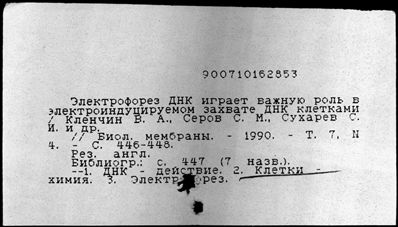 900710162853
Электрофорез ДНК играет важную роль в
электроиндуцируемом захвате ДНК клетками
/ Кленчин В. А., Серов С. М., Сухарев С.
И. и др.
// Биол. мембраны. - 1990. - Т. 7, N
4. - С. 446-448.
Рез. англ.
Библиогр.: с. 447 (7 назв.).
--1. ДНК - действие. 2. Клетки -
химия. 3.